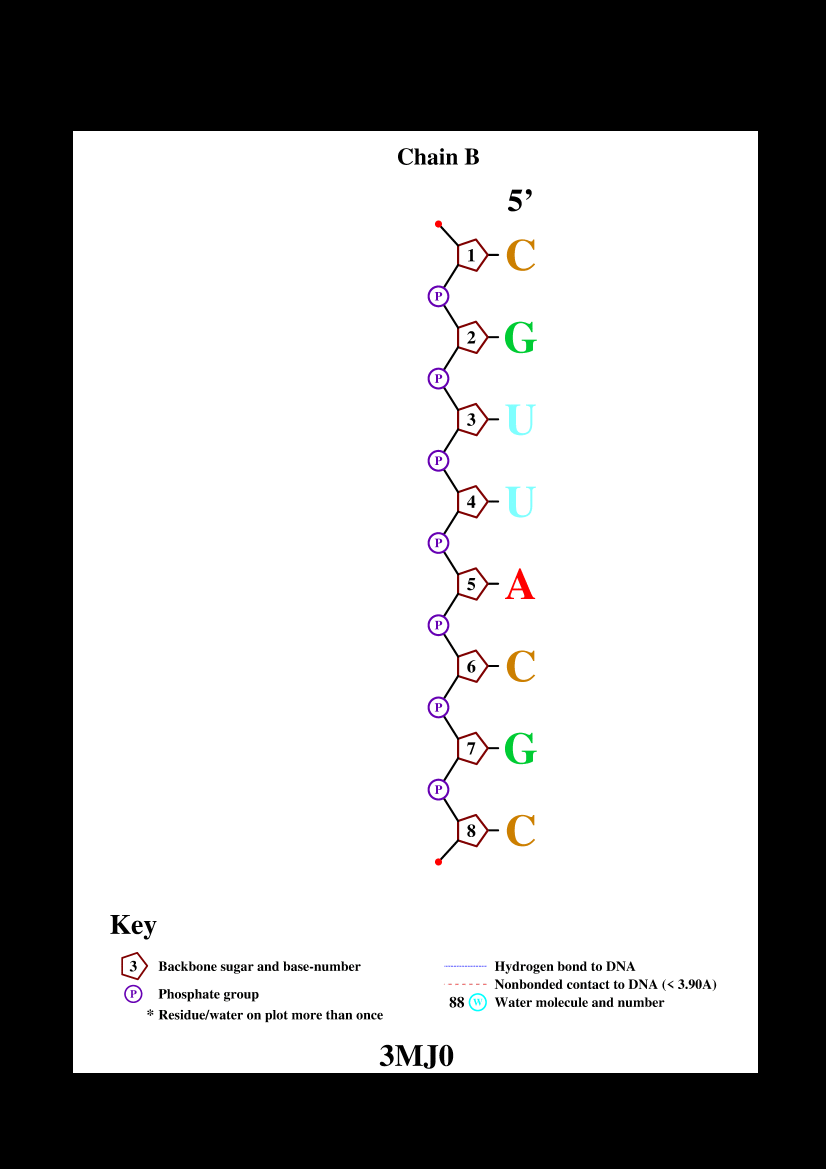 Chain B
5’
1 C
P
2 G
P
3 U
P
4 U
P
5 A
P
6 C
P
7 G
P
8 C
Key
3 Backbone sugar and base-number
P Phosphate group
* Residue/water on plot more than once
Hydrogen bond to DNA
Nonbonded contact to DNA (< 3.90A)
88 W Water molecule and number
3MJ0